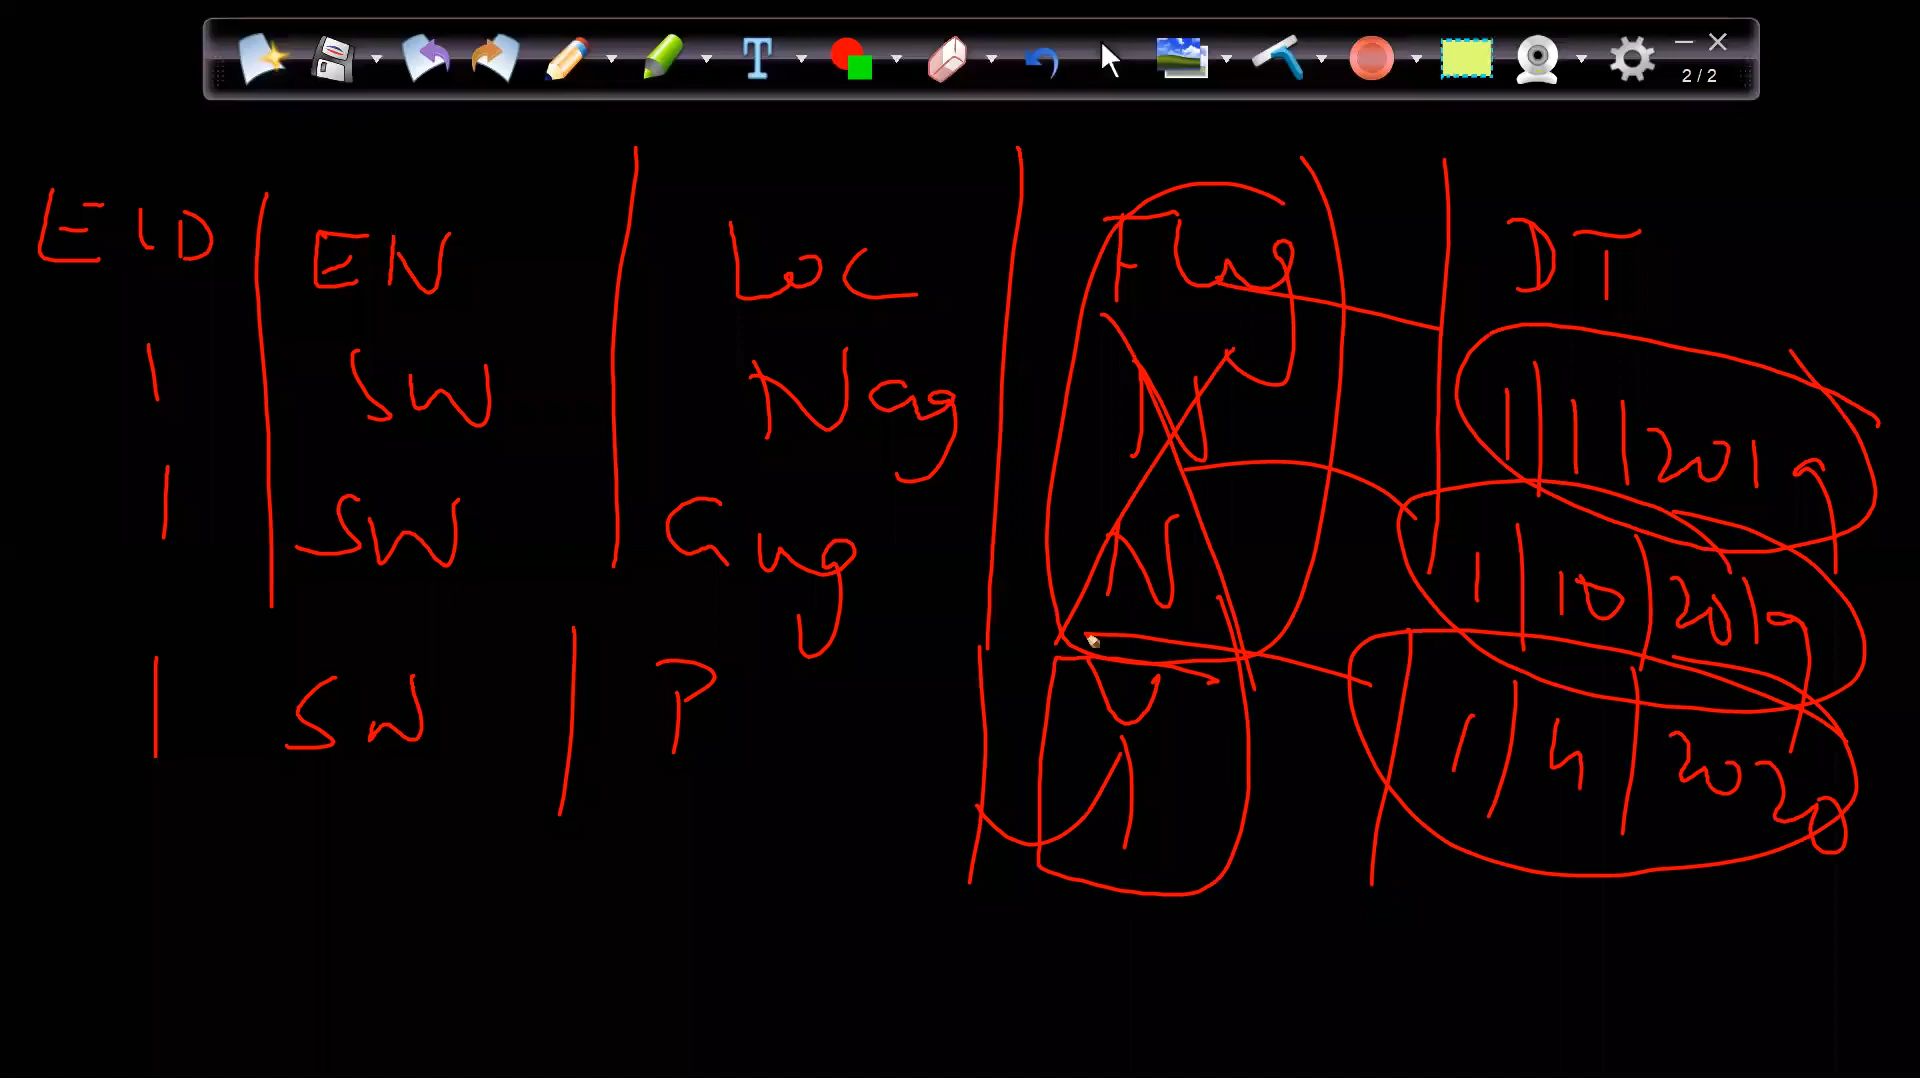 2 / 2
EID EN Loc Flag DT
1 SW Nag N 1/1/2019
1 SW Gug N 1/10/2019
1 SW P Y 1/4/2020